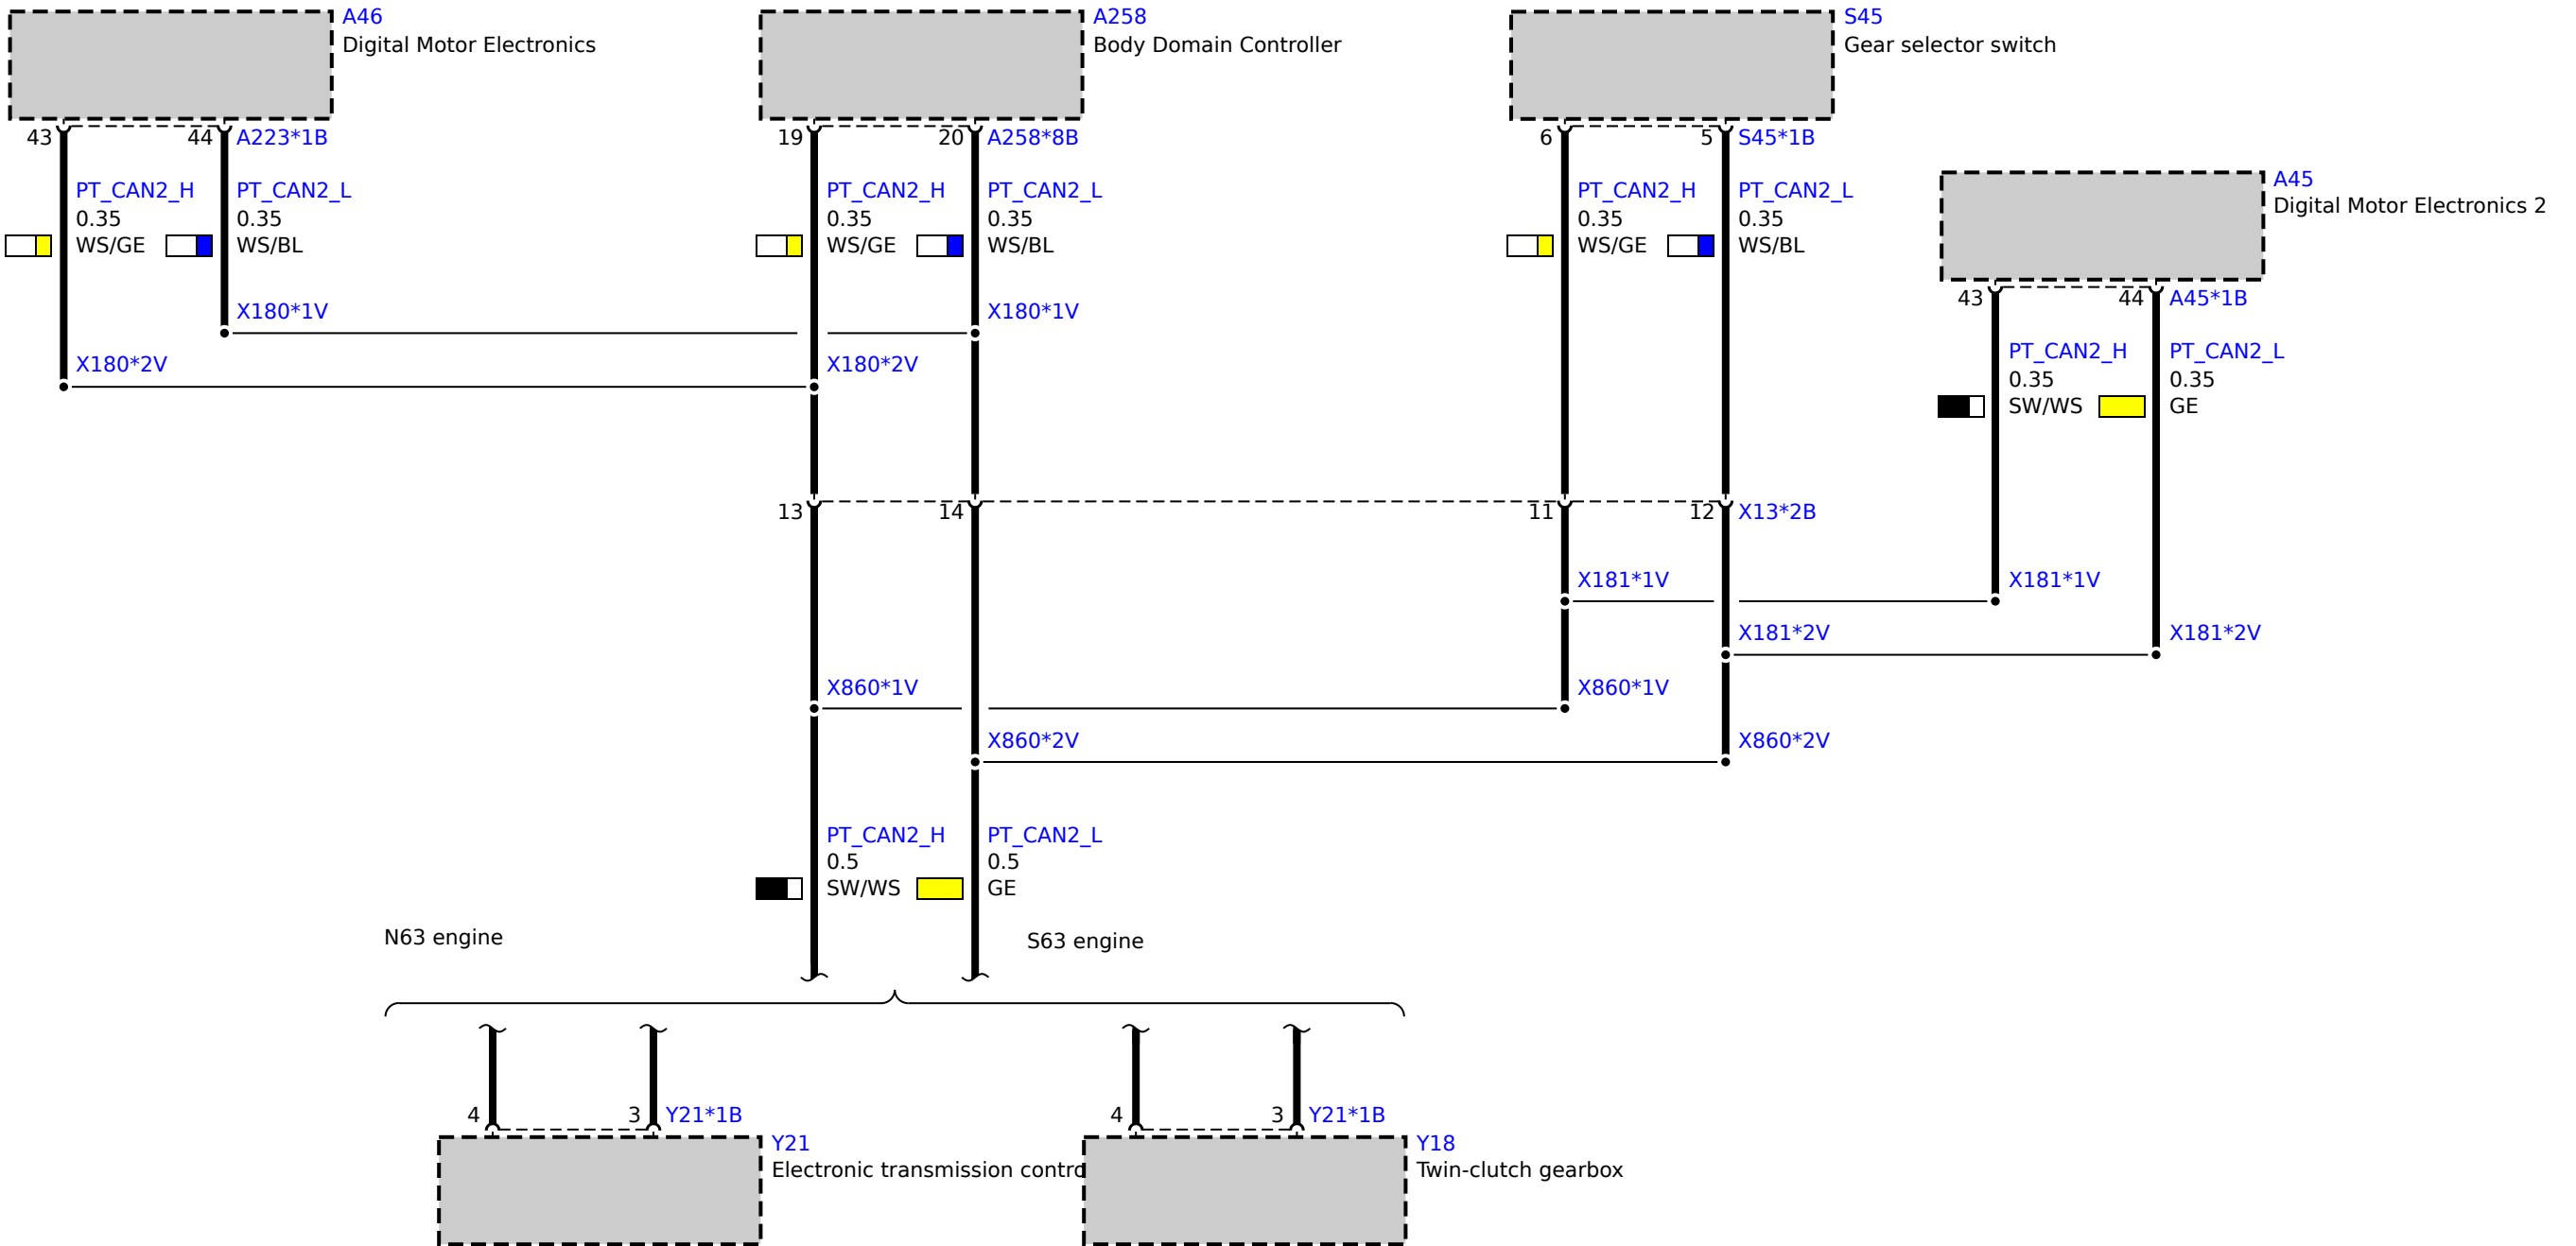 A46
Digital Motor Electronics
A258
Body Domain Controller
S45
Gear selector switch
43
44
A223*1B
19
20
A258*8B
6
5
S45*1B
A45
Digital Motor Electronics 2
PT_CAN2_H
0.35
WS/GE
PT_CAN2_L
0.35
WS/BL
PT_CAN2_H
0.35
WS/GE
PT_CAN2_L
0.35
WS/BL
PT_CAN2_H
0.35
WS/GE
PT_CAN2_L
0.35
WS/BL
43
44
A45*1B
X180*1V
X180*1V
X180*2V
X180*2V
PT_CAN2_H
0.35
SW/WS
PT_CAN2_L
0.35
GE
13
14
11
12
X13*2B
X181*1V
X181*1V
X181*2V
X181*2V
X860*1V
X860*1V
X860*2V
X860*2V
PT_CAN2_H
0.5
SW/WS
PT_CAN2_L
0.5
GE
N63 engine
S63 engine
4
3
Y21*1B
4
3
Y21*1B
Y21
Electronic transmission contro
Y18
Twin-clutch gearbox